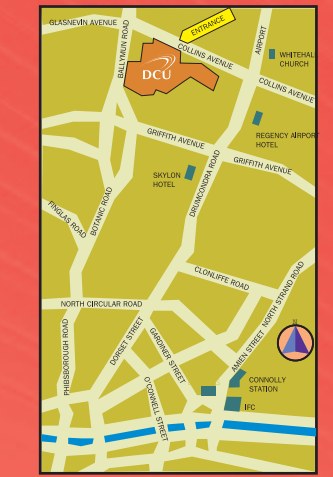 GLASNEVIN AVENUE
BALLYMUN ROAD
ENTRANCE
COLLINS AVENUE
AIRPORT
WHITEHALL
CHURCH
DCU
COLLINS AVENUE
REGENCY AIRPORT
HOTEL
GRIFFITH AVENUE
GRIFFITH AVENUE
SKYLON
HOTEL
DRUMCONDRA ROAD
BOTANIC ROAD
FINGLAS ROAD
CLONLIFFE ROAD
NORTH CIRCULAR ROAD
NORTH STRAND ROAD
PHIBSBOROUGH ROAD
DORSET STREET
GARDINER STREET
AMIEN STREET
N
O'CONNELL STREET
CONNOLLY
STATION
IFC